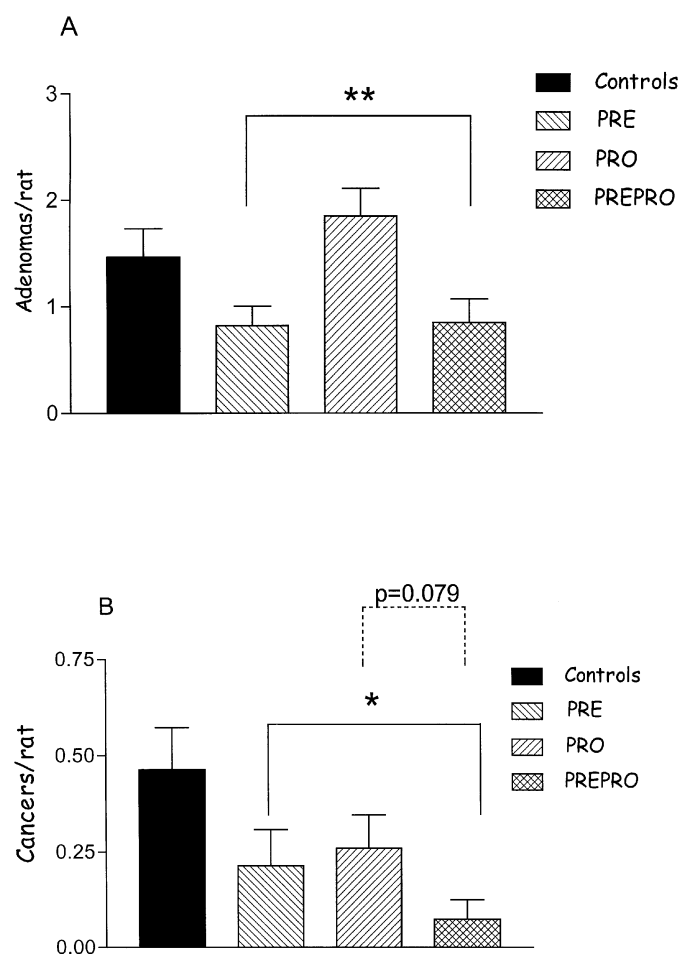 A
**
3
2
1
0
Adenomas/rat
Controls
PRE
PRO
PREPRO
B
p=0.079
*
0.75
0.50
0.25
0.00
Cancers/rat
Controls
PRE
PRO
PREPRO